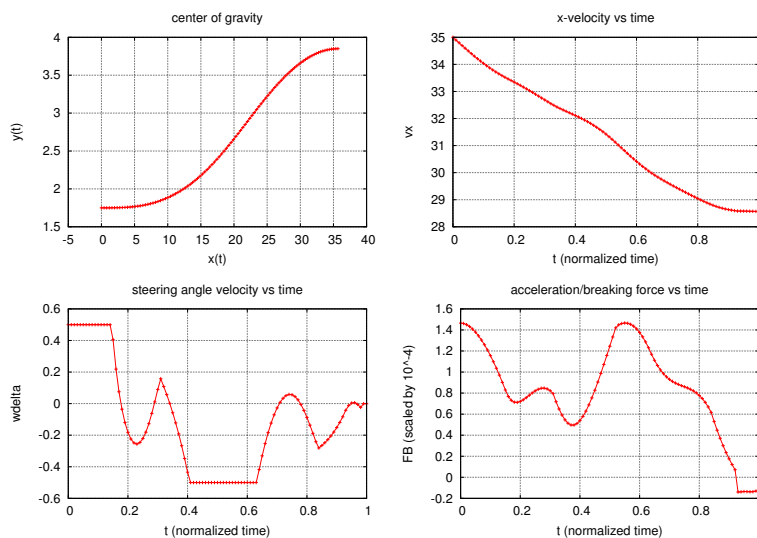 center of gravity
4
3.5
3
2.5
2
1.5
-5 0 5 10 15 20 25 30 35 40
y(t)
x(t)
x-velocity vs time
35
34
33
32
31
30
29
28
0 0.2 0.4 0.6 0.8
vx
t (normalized time)
steering angle velocity vs time
0.6
0.4
0.2
0
-0.2
-0.4
-0.6
0 0.2 0.4 0.6 0.8 1
wdelta
t (normalized time)
acceleration/breaking force vs time
1.6
1.4
1.2
1
0.8
0.6
0.4
0.2
0
-0.2
0 0.2 0.4 0.6 0.8
FB (scaled by 10^-4)
t (normalized time)